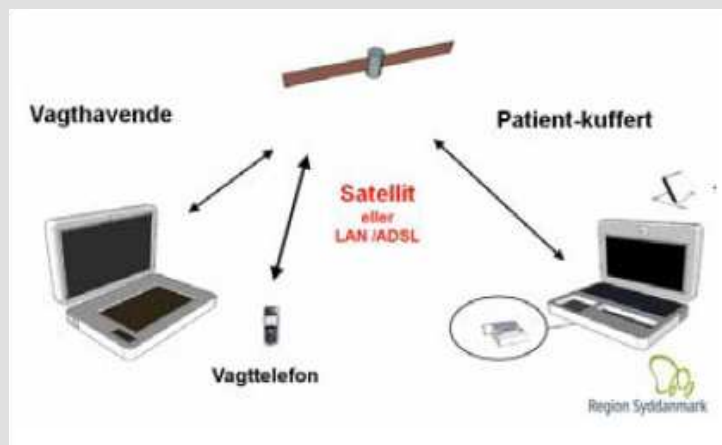 Vagthavende
Patient-kuffert
Satellit
eller
LAN /ADSL
Vagttelefon
Region Syddanmark